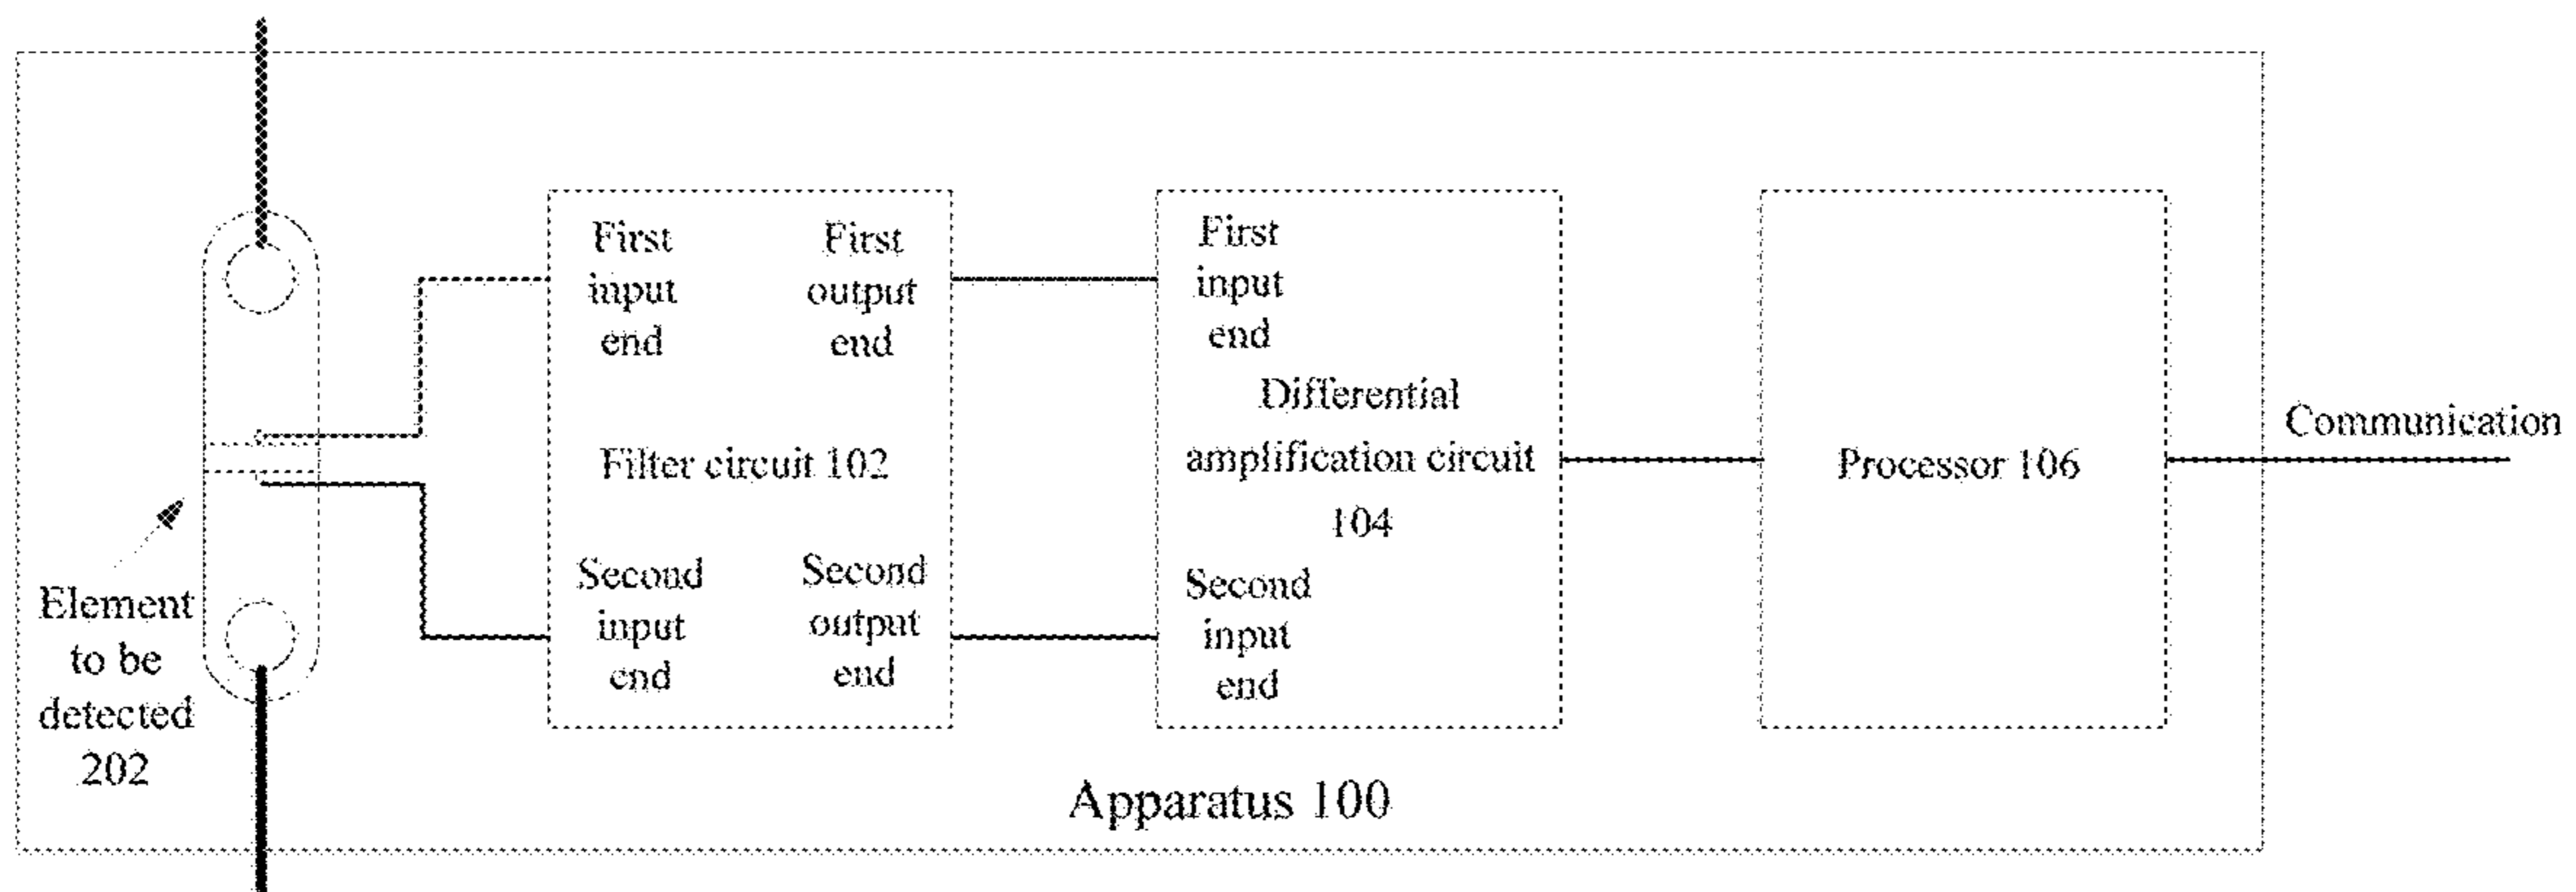 Element
to be
detected
202
First
input
end
First
output
end
Filter circuit 102
Second
input
end
Second
output
end
First
input
end
Differential
amplification circuit
104
Second
input
end
Processor 106
Communication
Apparatus 100